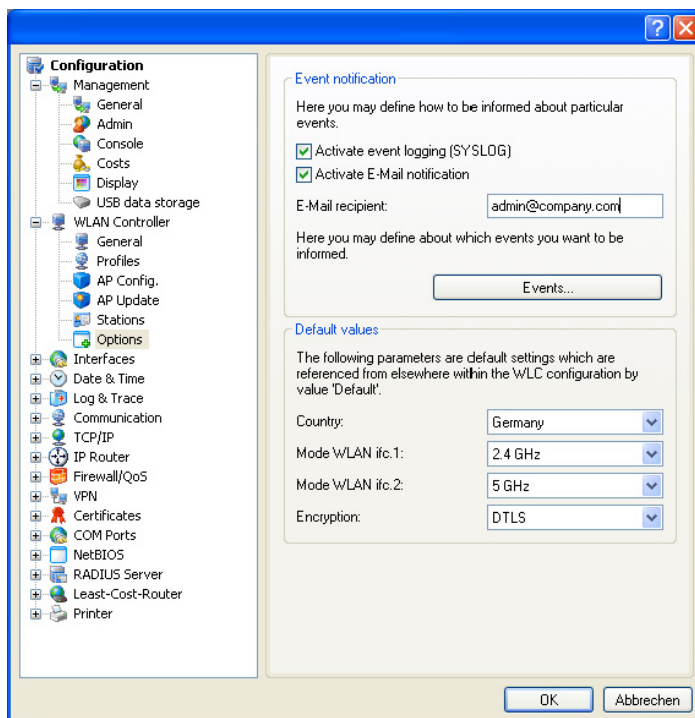 Configuration
Management
General
Admin
Console
Costs
Display
USB data storage
WLAN Controller
General
Profiles
AP Config.
AP Update
Stations
Options
Interfaces
Date & Time
Log & Trace
Communication
TCP/IP
IP Router
Firewall/QoS
VPN
Certificates
COM Ports
NetBIOS
RADIUS Server
Least-Cost-Router
Printer
Event notification
Here you may define how to be informed about particular
events.
Activate event logging (SYSLOG)
Activate E-Mail notification
E-Mail recipient: admin@company.com
Here you may define about which events you want to be
informed.
Events...
Default values
The following parameters are default settings which are
referenced from elsewhere within the WLC configuration by
value 'Default'.
Country: Germany
Mode WLAN ifc.1: 2.4 GHz
Mode WLAN ifc.2: 5 GHz
Encryption: DTLS
OK Abbrechen